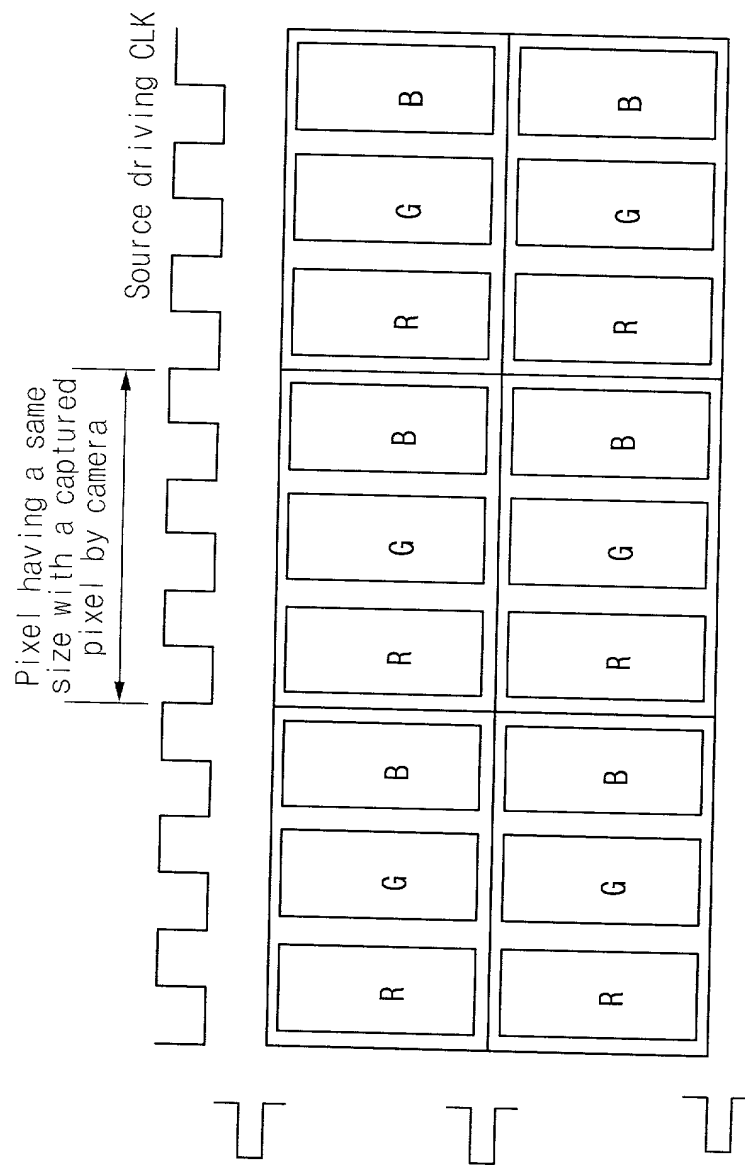 Pixel having a same
size with a captured
pixel by camera
Source driving CLK
R G B R G B R G B
R G B R G B R G B